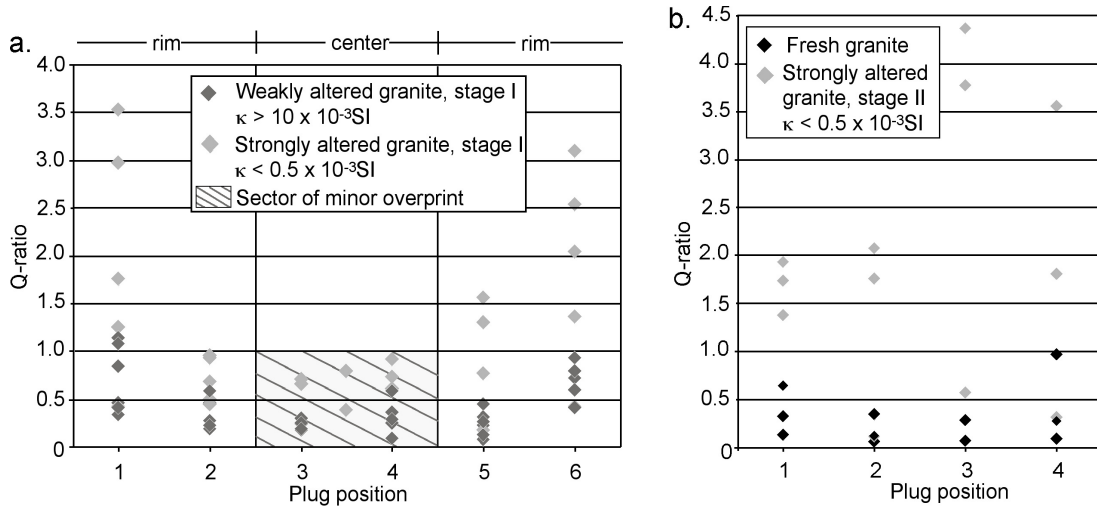 a.
rim center rim
4.0
3.5
3.0
2.5
2.0
1.5
1.0
0.5
0
Q-ratio
Weakly altered granite, stage I
κ > 10 x 10⁻³SI
Strongly altered granite, stage I
κ < 0.5 x 10⁻³SI
Sector of minor overprint
1 2 3 4 5 6
Plug position
b.
4.5
4.0
3.5
3.0
2.5
2.0
1.5
1.0
0.5
0
Q-ratio
Fresh granite
Strongly altered
granite, stage II
κ < 0.5 x 10⁻³SI
1 2 3 4
Plug position